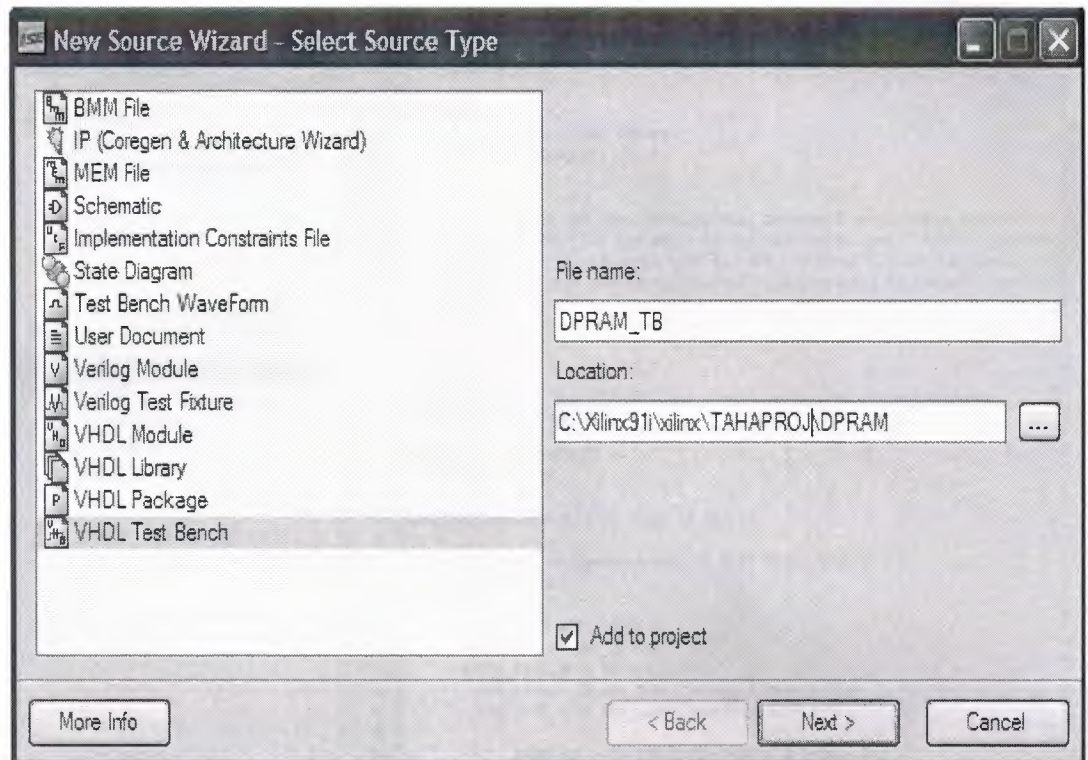 ISE New Source Wizard - Select Source Type
BMM File
IP (Coregen & Architecture Wizard)
MEM File
Schematic
Implementation Constraints File
State Diagram
Test Bench WaveForm
User Document
Verilog Module
Verilog Test Fixture
VHDL Module
VHDL Library
VHDL Package
VHDL Test Bench
File name:
DPRAM_TB
Location:
C:\Xilinx91i\xilinx\TAHAPROJ\DPRAM
...
Add to project
More Info
< Back
Next >
Cancel